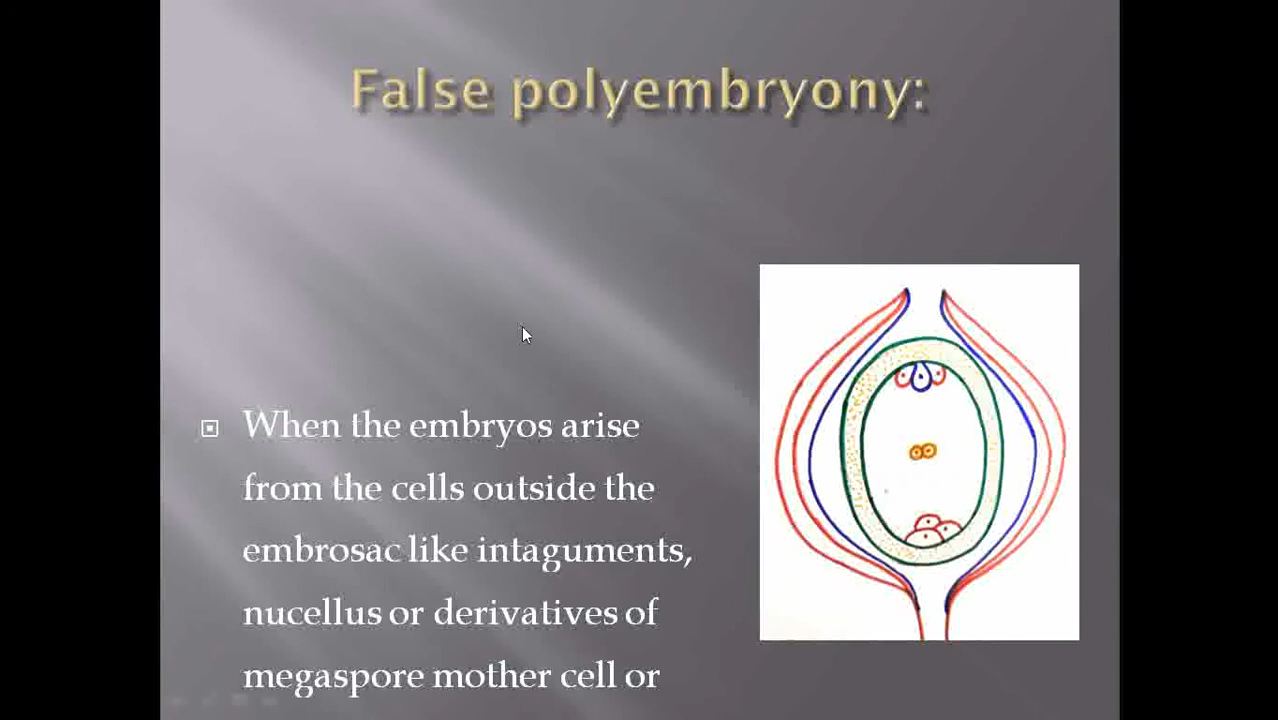 False polyembryony:
When the embryos arise
from the cells outside the
embrosac like intaguments,
nucellus or derivatives of
megaspore mother cell or